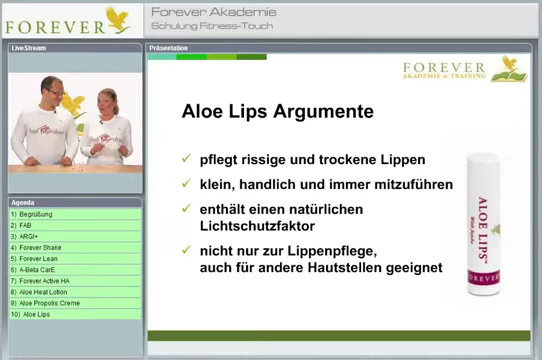 FOREVER
Forever Akademie
Schulung Fitness-Touch
LiveStream
Präsentation
FOREVER
AKADEMIE & TRAINING
Aloe Lips Argumente
pflegt rissige und trockene Lippen
klein, handlich und immer mitzuführen
enthält einen natürlichen
Lichtschutzfaktor
nicht nur zur Lippenpflege,
auch für andere Hautstellen geeignet
ALOE LIPS™
With Jojoba
FOREVER
Agenda
1) Begrüßung
2) FAB
3) ARGI+
4) Forever Shake
5) Forever Lean
6) A-Beta CarE
7) Forever Active HA
8) Aloe Heat Lotion
9) Aloe Propolis Creme
10) Aloe Lips